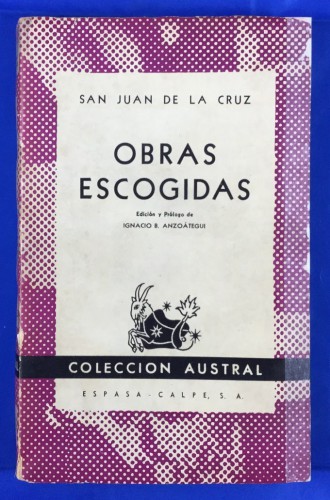 SAN JUAN DE LA CRUZ
OBRAS
ESCOGIDAS
Edición y Prólogo de
IGNACIO B. ANZOÁTEGUI
COLECCION AUSTRAL
ESPASA - CALPE, S. A.